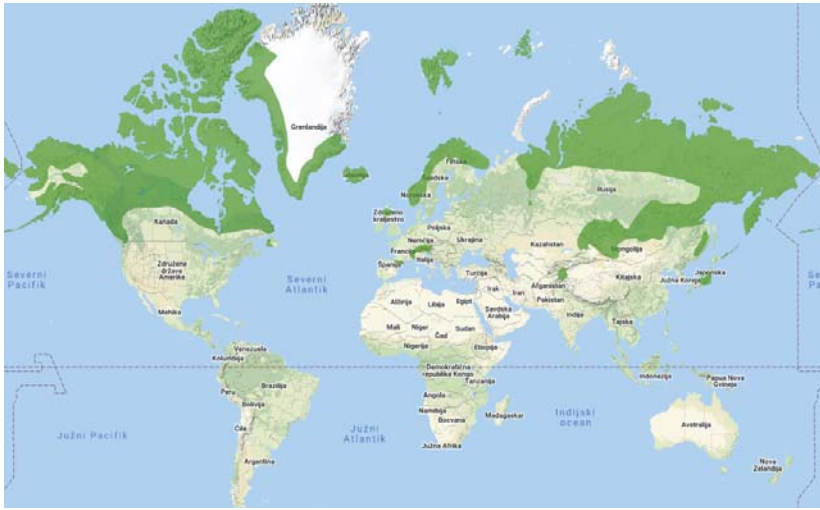 Grenlandija
Islandija
Finska
Švedska
Norveška
Rusija
Združeno
kraljestvo
Poljska
Nemčija
Ukrajina
Francija
Kazahstan
Mongolija
Italija
Španija
Turčija
Kanada
Združene
države
Amerike
Severni
Pacifik
Severni
Atlantik
Severni
Pa
Japonska
Južna Koreja
Kitajska
Afganistan
Irak
Iran
Pakistan
Alžirija
Libija
Egipt
Savdska
Arabija
Indija
Mehika
Mali
Niger
Čad
Sudan
Tajska
Nigerija
Etiopija
Venezuela
Kolumbija
Demokratična
republika Kongo
Tanzanija
Indonezija
Papua Nova
Gvineja
Peru
Brazilija
Bolivija
Angola
Namibija
Bocvana
Madagaskar
Indijski
ocean
Avstralija
Čile
Južni Pacifik
Južni
Atlantik
Južna Afrika
Argentina
Nova
Zelandija